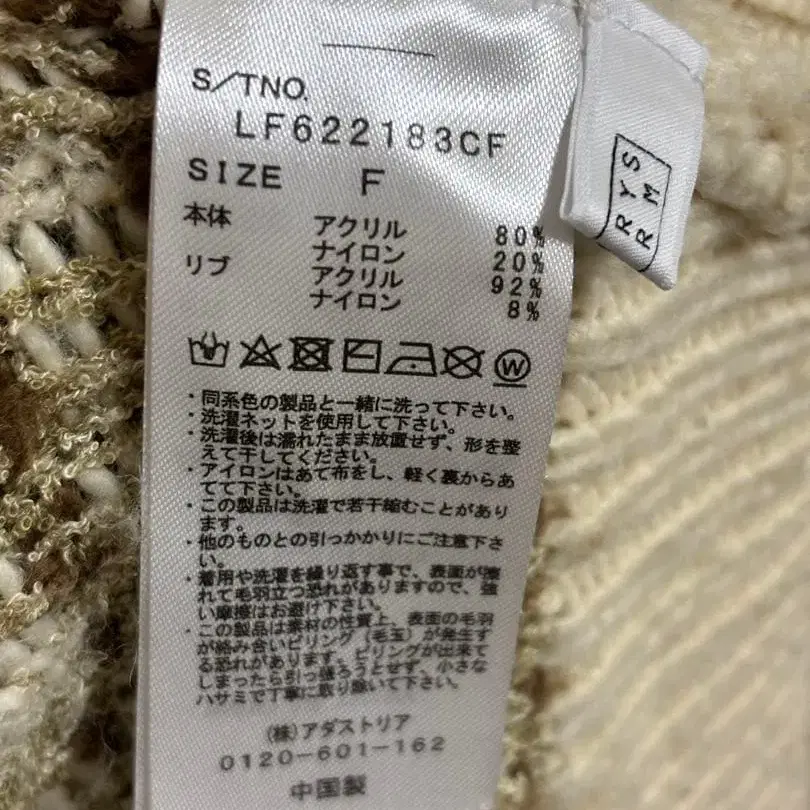 S/TNO.
LF622183CF
SIZE F
本体 アクリル 80%
ナイロン 20%
リブ アクリル 92%
ナイロン 8%
W
・同系色の製品と一緒に洗って下さい。
・洗濯ネットを使用して下さい。
・洗濯後は濡れたまま放置せず、形を整
えて干してください。
・アイロンはあて布をし、軽く裏からあ
てて下さい。
・この製品は洗濯で若干縮むことがあり
ます。
・他のものとの引っかかりにご注意下さ
い。
・着用や洗濯を繰り返す事で、表面が擦
れて毛羽立つ恐れがありますので、強
い摩擦はお避け下さい。
・この製品は素材の性質上、表面の毛羽
が絡み合いピリング（毛玉）が発生す
る恐れがあります。ピリングが出来て
しまったら引っ張ろうとせず、小さな
ハサミで丁寧に取り除いて下さい。
(株)アダストリア
0120-601-162
中国製
RYS
RM